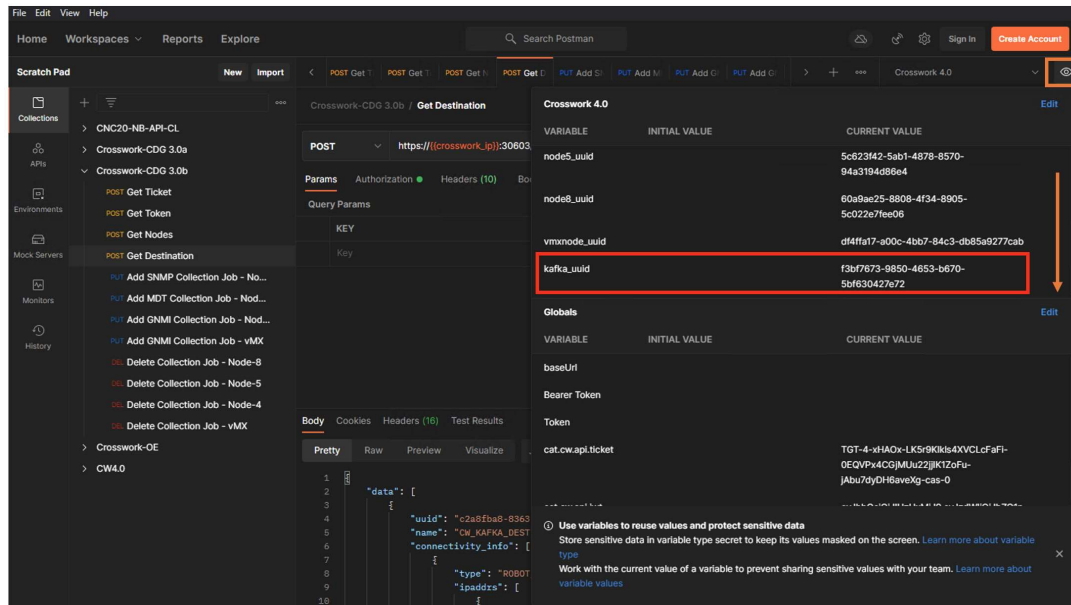 File Edit View Help
Home Workspaces Reports Explore Search Postman Sign In Create Account
Scratch Pad New Import POST Get T POST Get T POST Get N POST Get D PUT Add S PUT Add M PUT Add G PUT Add G Crosswork 4.0
Collections
APIs
Environments
Mock Servers
Monitors
History
CNC20-NB-API-CL
Crosswork-CDG 3.0a
Crosswork-CDG 3.0b
POST Get Ticket
POST Get Token
POST Get Nodes
POST Get Destination
PUT Add SNMP Collection Job - No...
PUT Add MDT Collection Job - Nod...
PUT Add GNMI Collection Job - Nod...
PUT Add GNMI Collection Job - vMX
DEL Delete Collection Job - Node-8
DEL Delete Collection Job - Node-5
DEL Delete Collection Job - Node-4
DEL Delete Collection Job - vMX
Crosswork-OE
CW4.0
Crosswork-CDG 3.0b / Get Destination
POST https://{{crosswork_ip}}:30603/
Params Authorization Headers (10) Bo
Query Params
KEY
Key
Body Cookies Headers (16) Test Results
Pretty Raw Preview Visualize
1 {
2 "data": [
3 {
4 "uuid": "c2a8fba8-8363
5 "name": "CW_KAFKA_DEST
6 "connectivity_info": [
7 {
8 "type": "ROBOT
9 "ipaddrs": [
10 {
Crosswork 4.0 Edit
VARIABLE INITIAL VALUE CURRENT VALUE
node5_uuid 5c623f42-5ab1-4878-8570-
94a3194d86e4
node8_uuid 60a9ae25-8808-4f34-8905-
5c022e7fee06
vmxnode_uuid df4ffa17-a00c-4bb7-84c3-db85a9277cab
kafka_uuid f3bf7673-9850-4653-b670-
5bf630427e72
Globals Edit
VARIABLE INITIAL VALUE CURRENT VALUE
baseUrl
Bearer Token
Token
cat.cw.api.ticket TGT-4-xHAOx-LK5r9KIkIs4XVCLcFaFi-
0EQVPx4CGjMUu22jjlK1ZoFu-
jAbu7dyDH6aveXg-cas-0
Use variables to reuse values and protect sensitive data
Store sensitive data in variable type secret to keep its values masked on the screen. Learn more about variable
type
Work with the current value of a variable to prevent sharing sensitive values with your team. Learn more about
variable values